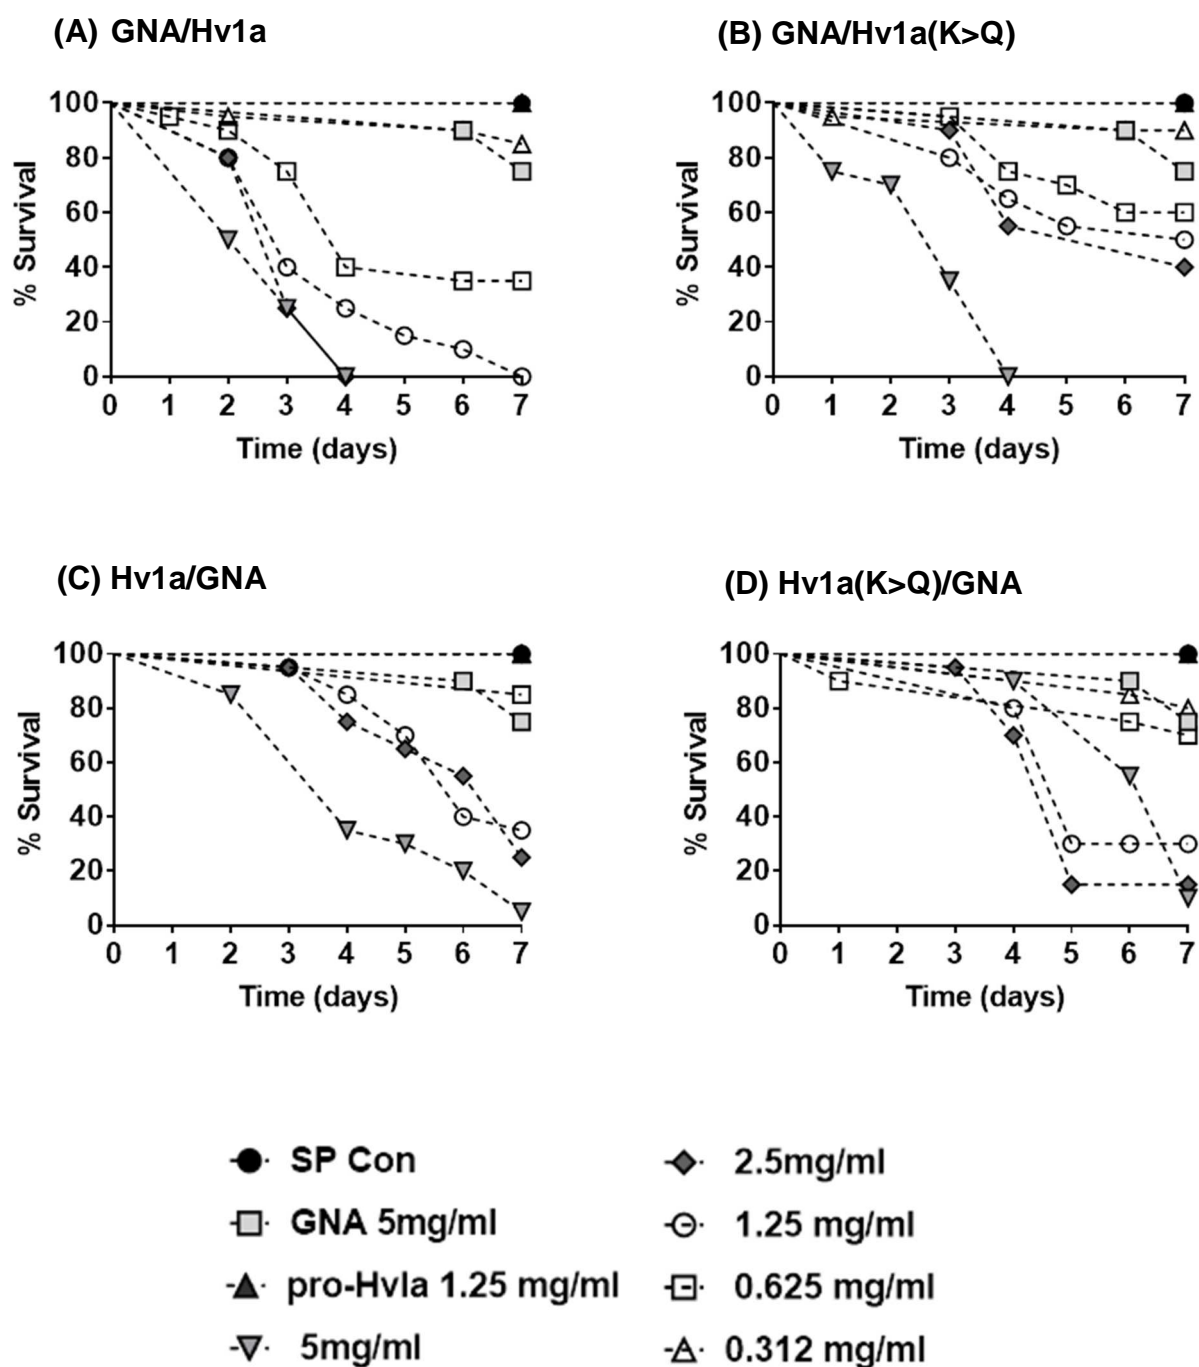 (A) GNA/Hv1a
(B) GNA/Hv1a(K>Q)
100
80
60
40
20
0
% Survival
0 1 2 3 4 5 6 7
Time (days)
100
80
60
40
20
0
% Survival
0 1 2 3 4 5 6 7
Time (days)
(C) Hv1a/GNA
(D) Hv1a(K>Q)/GNA
100
80
60
40
20
0
% Survival
0 1 2 3 4 5 6 7
Time (days)
100
80
60
40
20
0
% Survival
0 1 2 3 4 5 6 7
Time (days)
SP Con
GNA 5mg/ml
pro-HvIa 1.25 mg/ml
5mg/ml
2.5mg/ml
1.25 mg/ml
0.625 mg/ml
0.312 mg/ml